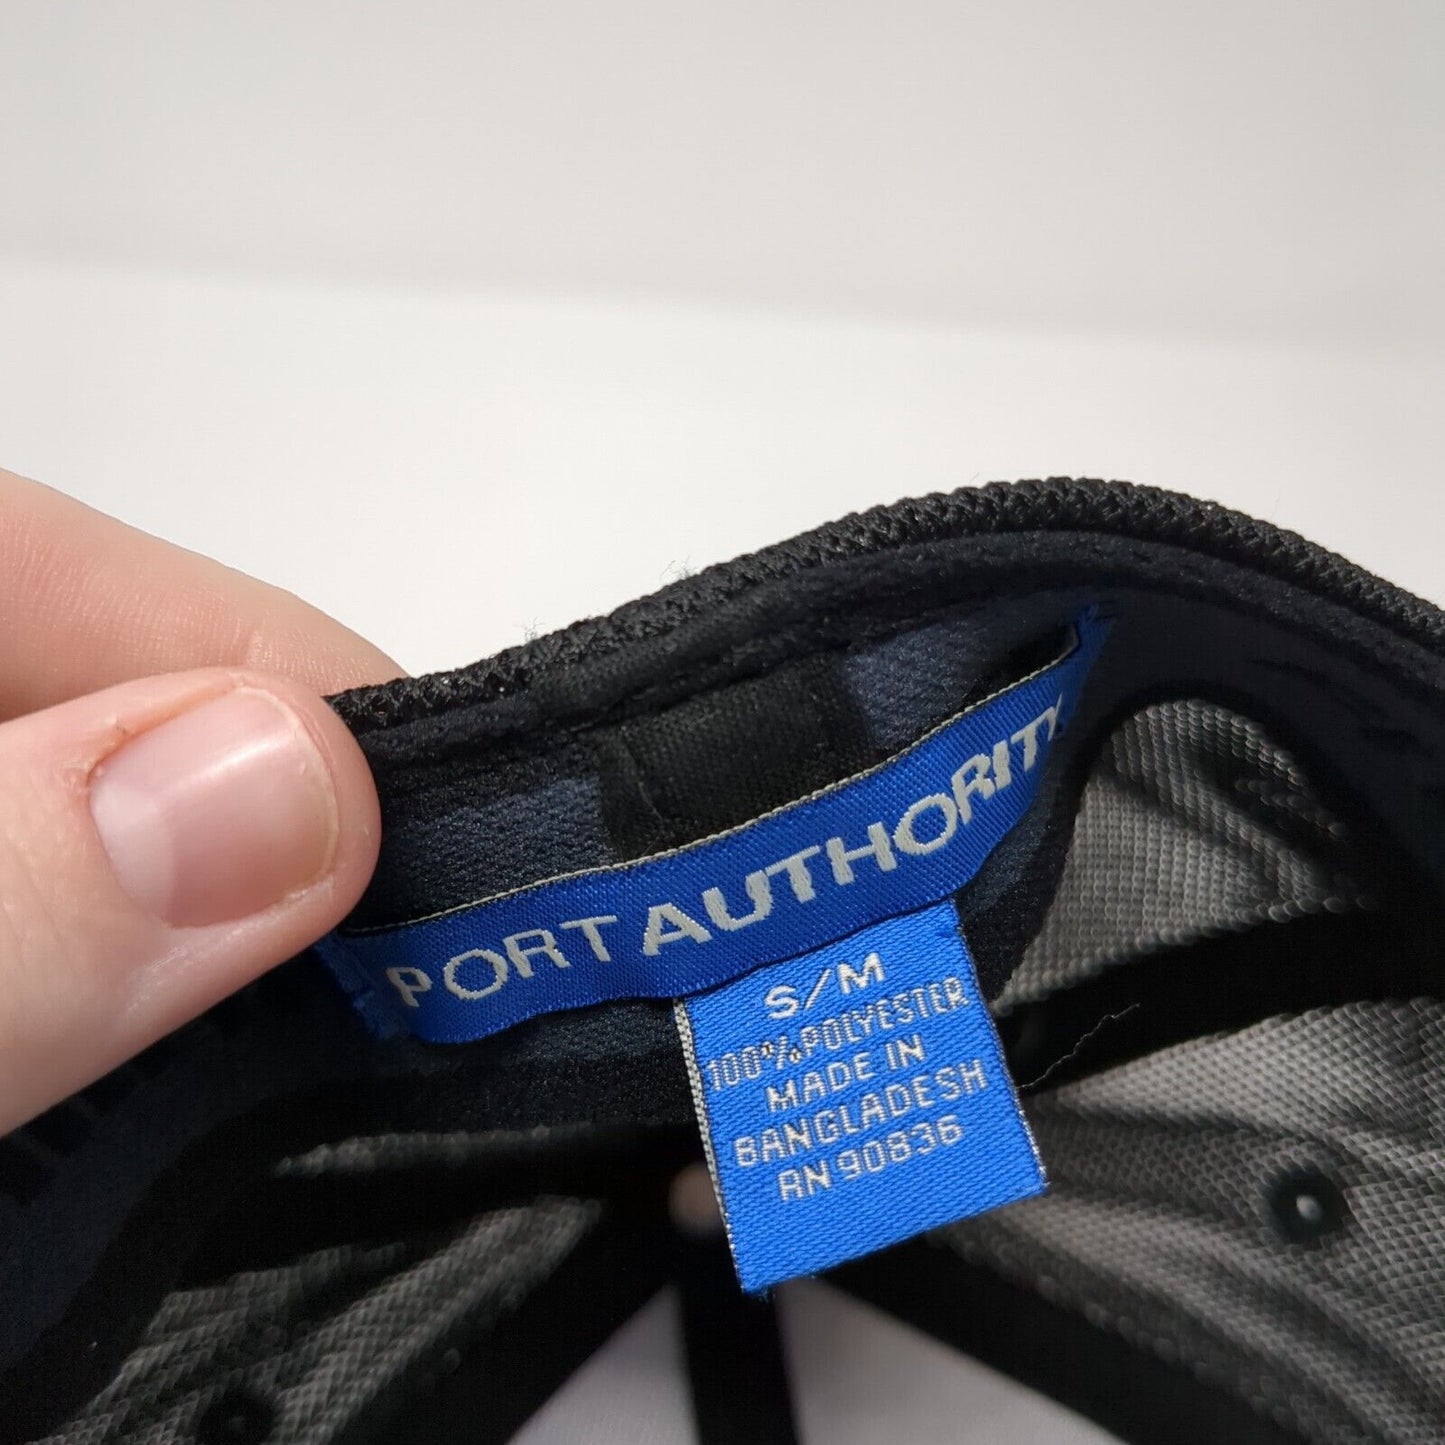 PORT AUTHORITY
S/M
100% POLYESTER
MADE IN
BANGLADESH
RN 90836